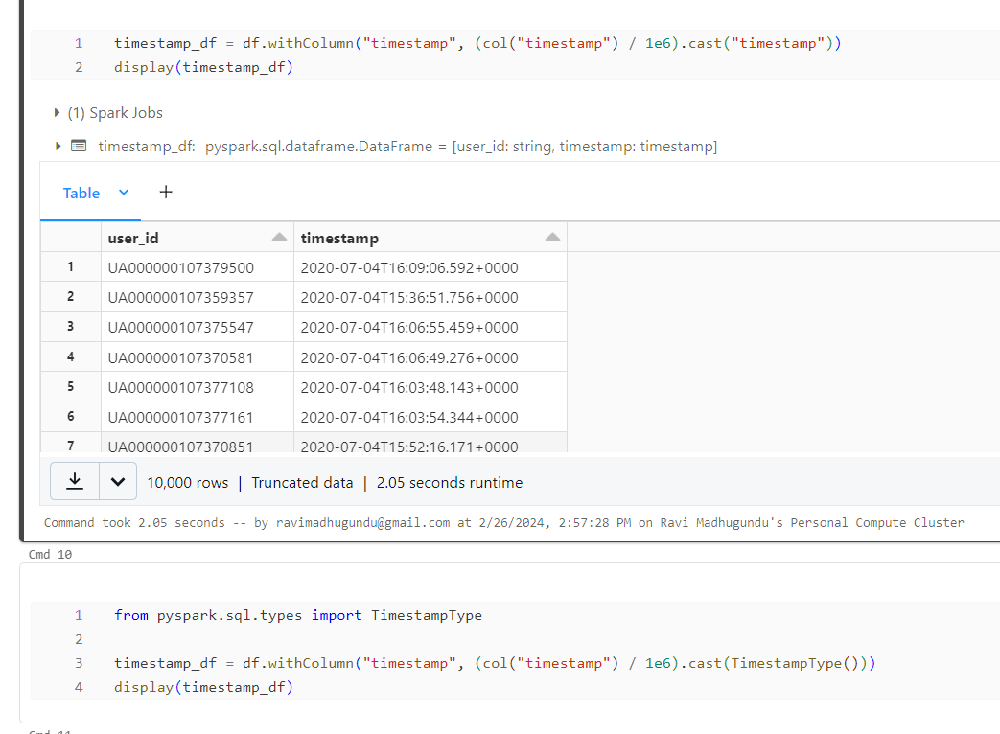 1 timestamp_df = df.withColumn("timestamp", (col("timestamp") / 1e6).cast("timestamp"))
2 display(timestamp_df)
(1) Spark Jobs
timestamp_df: pyspark.sql.dataframe.DataFrame = [user_id: string, timestamp: timestamp]
Table +
user_id timestamp
1 UA000000107379500 2020-07-04T16:09:06.592+0000
2 UA000000107359357 2020-07-04T15:36:51.756+0000
3 UA000000107375547 2020-07-04T16:06:55.459+0000
4 UA000000107370581 2020-07-04T16:06:49.276+0000
5 UA000000107377108 2020-07-04T16:03:48.143+0000
6 UA000000107377161 2020-07-04T16:03:54.344+0000
7 UA000000107370851 2020-07-04T15:52:16.171+0000
10,000 rows | Truncated data | 2.05 seconds runtime
Command took 2.05 seconds -- by ravimadhugundu@gmail.com at 2/26/2024, 2:57:28 PM on Ravi Madhugundu's Personal Compute Cluster
Cmd 10
1 from pyspark.sql.types import TimestampType
2
3 timestamp_df = df.withColumn("timestamp", (col("timestamp") / 1e6).cast(TimestampType()))
4 display(timestamp_df)
Cmd 11